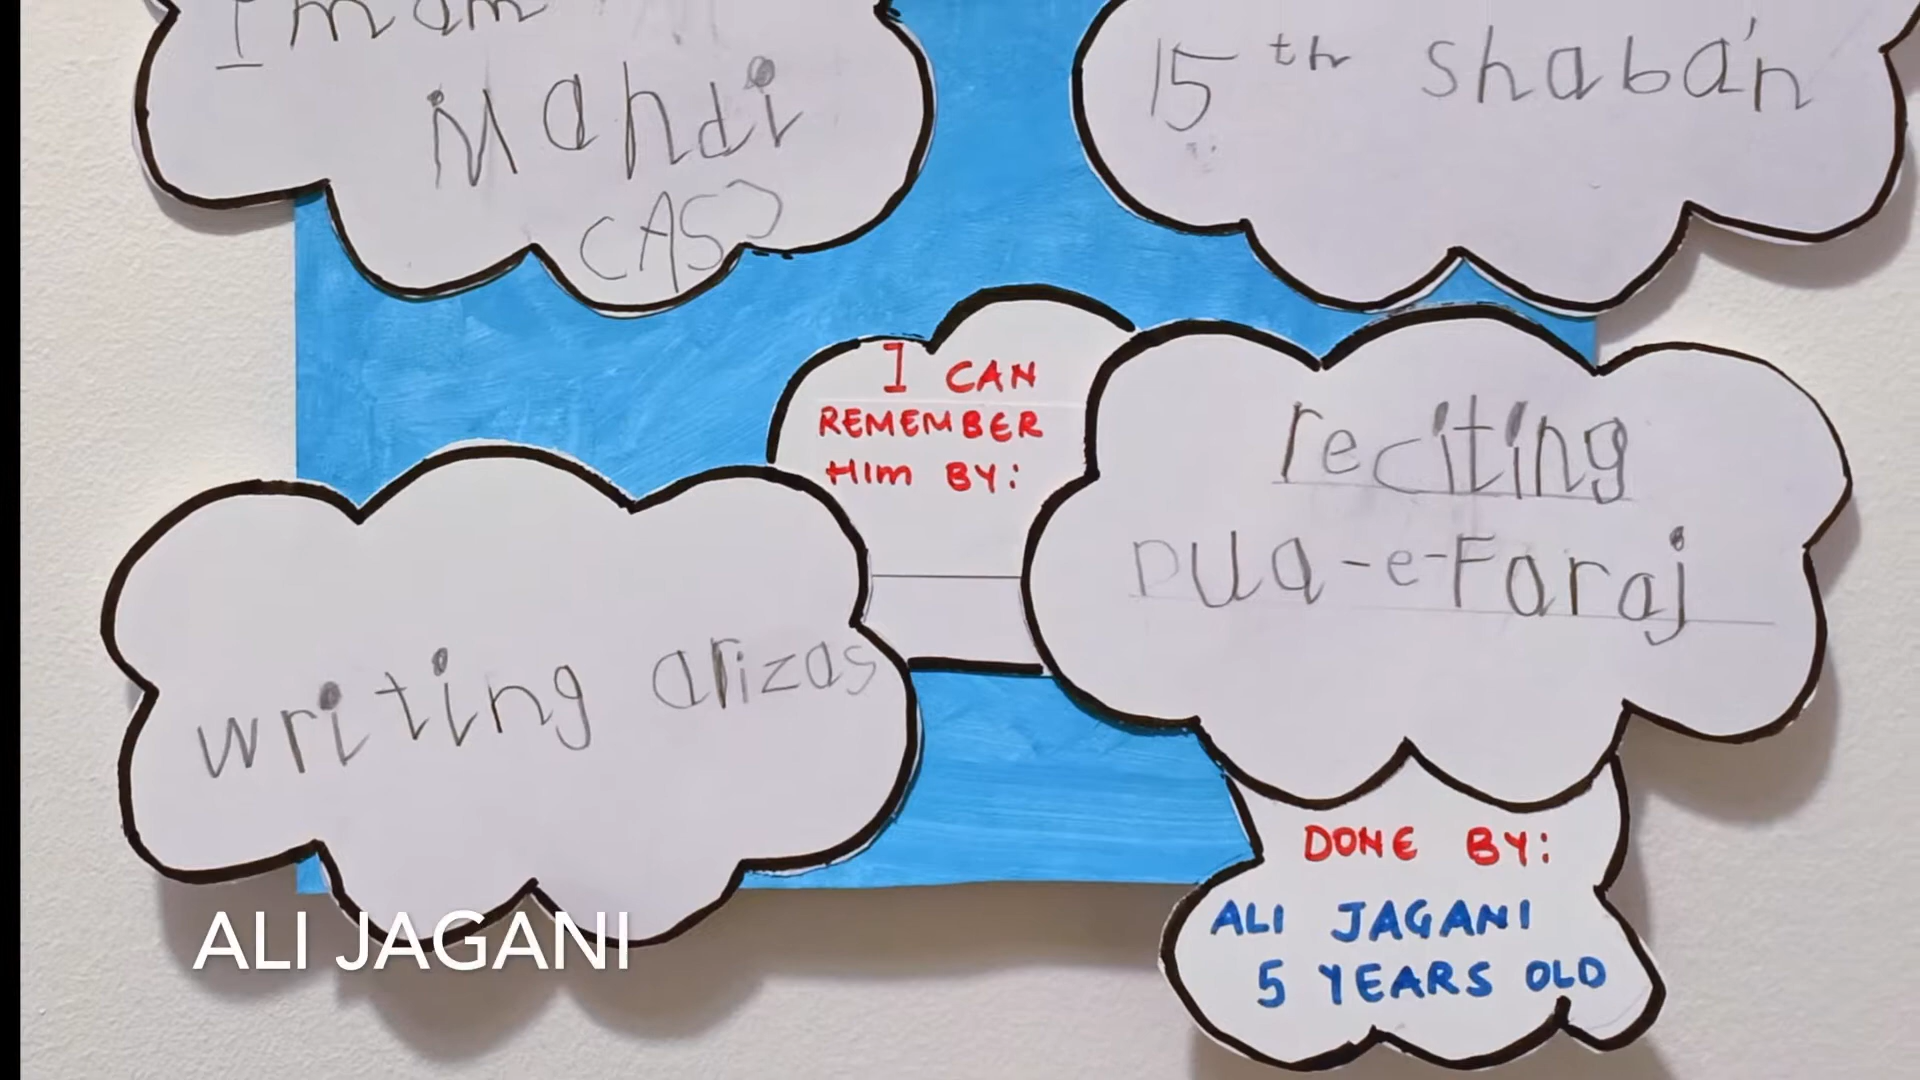 Imam
Mahdi
(AS)
15th shaba'n
I CAN
REMEMBER
HIM BY:
reciting
Dua-e-Faraj
writing arizas
DONE BY:
ALI JAGANI
5 YEARS OLD
ALI JAGANI